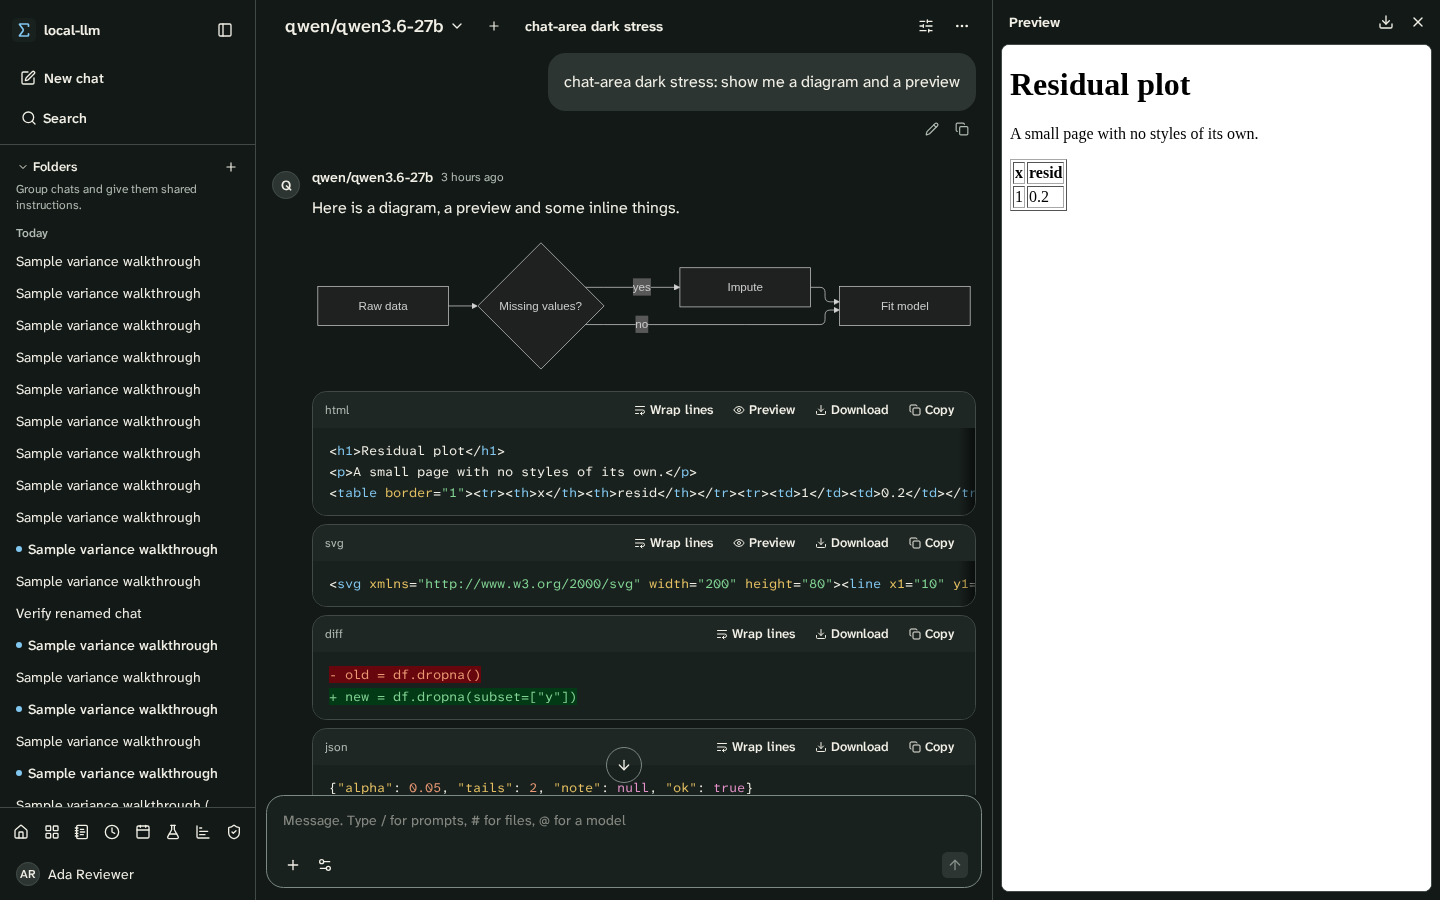 local-llm
New chat
Search
Folders
Group chats and give them shared
instructions.
Today
Sample variance walkthrough
Sample variance walkthrough
Sample variance walkthrough
Sample variance walkthrough
Sample variance walkthrough
Sample variance walkthrough
Sample variance walkthrough
Sample variance walkthrough
Sample variance walkthrough
Sample variance walkthrough
Sample variance walkthrough
Verify renamed chat
Sample variance walkthrough
Sample variance walkthrough
Sample variance walkthrough
Sample variance walkthrough
Sample variance walkthrough
Sample variance walkthrough (
AR Ada Reviewer
qwen/qwen3.6-27b
chat-area dark stress
chat-area dark stress: show me a diagram and a preview
Q
qwen/qwen3.6-27b 3 hours ago
Here is a diagram, a preview and some inline things.
Raw data
Missing values?
yes
no
Impute
Fit model
html Wrap lines Preview Download Copy
<h1>Residual plot</h1>
<p>A small page with no styles of its own.</p>
<table border="1"><tr><th>x</th><th>resid</th></tr><tr><td>1</td><td>0.2</td></tr
svg Wrap lines Preview Download Copy
<svg xmlns="http://www.w3.org/2000/svg" width="200" height="80"><line x1="10" y1=
diff Wrap lines Download Copy
- old = df.dropna()
+ new = df.dropna(subset=["y"])
json Wrap lines Download Copy
{"alpha": 0.05, "tails": 2, "note": null, "ok": true}
Message. Type / for prompts, # for files, @ for a model
Preview
Residual plot
A small page with no styles of its own.
x resid
1 0.2